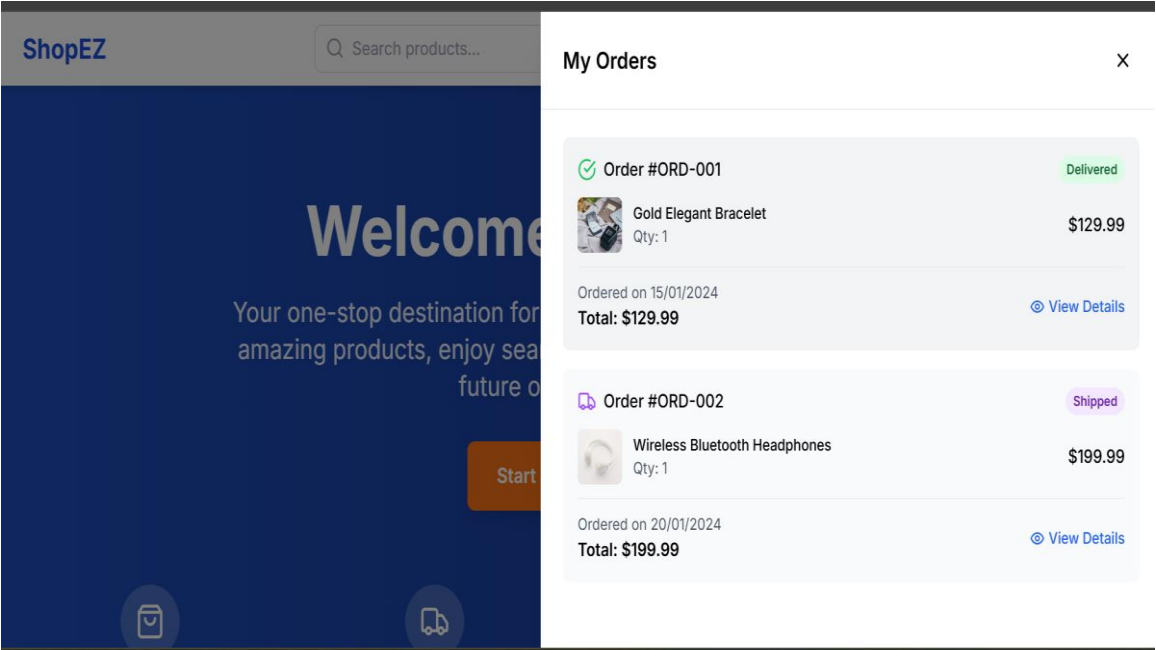 ShopEZ
Search products...
Welcome
Your one-stop destination for
amazing products, enjoy sea
future o
Start
My Orders
Order #ORD-001
Delivered
Gold Elegant Bracelet
Qty: 1
$129.99
Ordered on 15/01/2024
Total: $129.99
View Details
Order #ORD-002
Shipped
Wireless Bluetooth Headphones
Qty: 1
$199.99
Ordered on 20/01/2024
Total: $199.99
View Details